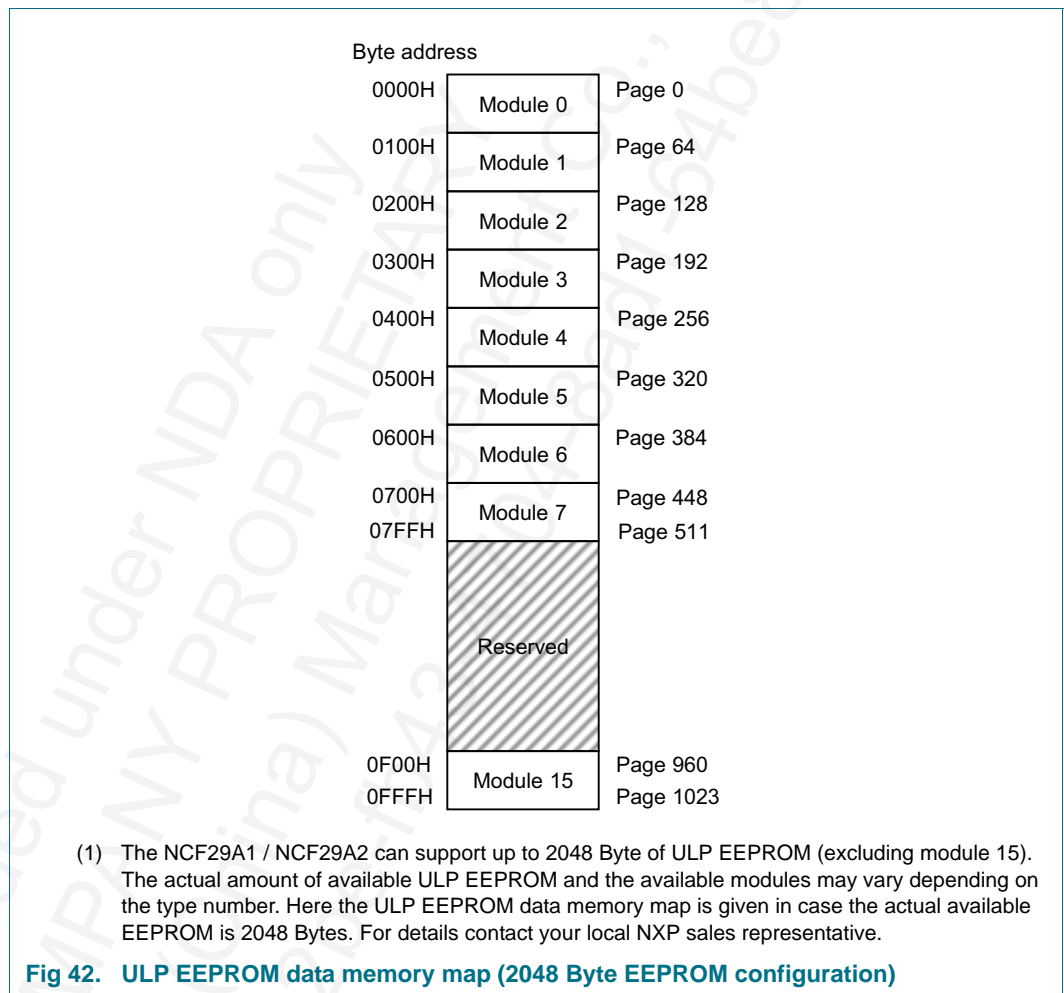 Byte address
0000H Module 0 Page 0
0100H Module 1 Page 64
0200H Module 2 Page 128
0300H Module 3 Page 192
0400H Module 4 Page 256
0500H Module 5 Page 320
0600H Module 6 Page 384
0700H Module 7 Page 448
07FFH Page 511
Reserved
0F00H Module 15 Page 960
0FFFH Page 1023
(1) The NCF29A1 / NCF29A2 can support up to 2048 Byte of ULP EEPROM (excluding module 15).
The actual amount of available ULP EEPROM and the available modules may vary depending on
the type number. Here the ULP EEPROM data memory map is given in case the actual available
EEPROM is 2048 Bytes. For details contact your local NXP sales representative.
Fig 42. ULP EEPROM data memory map (2048 Byte EEPROM configuration)
under NDA only
PROPRIETARY
Management Co.,